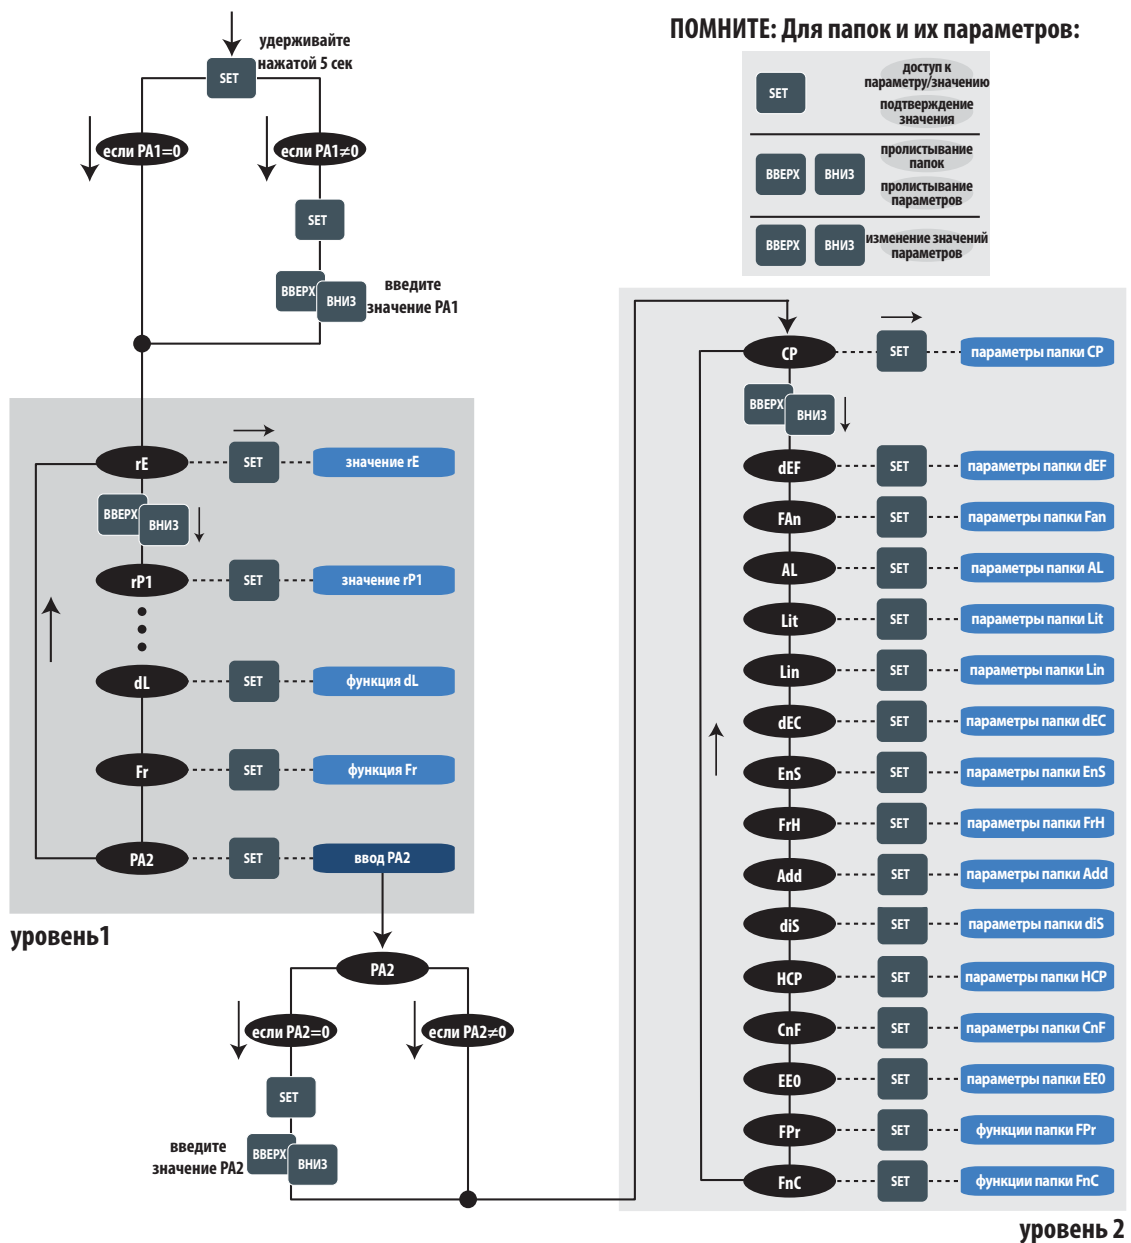 удерживайте
нажатой 5 сек
SET
если PA1=0
если PA1≠0
SET
ВВЕРХ
ВНИЗ
введите
значение PA1
ПОМНИТЕ: Для папок и их параметров:
SET
доступ к
параметру/значению
подтверждение
значения
ВВЕРХ
ВНИЗ
пролистывание
папок
пролистывание
параметров
ВВЕРХ
ВНИЗ
изменение значений
параметров
rE
SET
значение rE
ВВЕРХ
ВНИЗ
rP1
SET
значение rP1
dL
SET
функция dL
Fr
SET
функция Fr
PA2
SET
ввод PA2
уровень1
PA2
если PA2=0
если PA2≠0
SET
введите
значение PA2
ВВЕРХ
ВНИЗ
CP
SET
параметры папки CP
ВВЕРХ
ВНИЗ
dEF
SET
параметры папки dEF
FAn
SET
параметры папки Fan
AL
SET
параметры папки AL
Lit
SET
параметры папки Lit
Lin
SET
параметры папки Lin
dEC
SET
параметры папки dEC
EnS
SET
параметры папки EnS
FrH
SET
параметры папки FrH
Add
SET
параметры папки Add
diS
SET
параметры папки diS
HCP
SET
параметры папки HCP
CnF
SET
параметры папки CnF
EE0
SET
параметры папки EE0
FPr
SET
функции папки FPr
FnC
SET
функции папки FnC
уровень 2